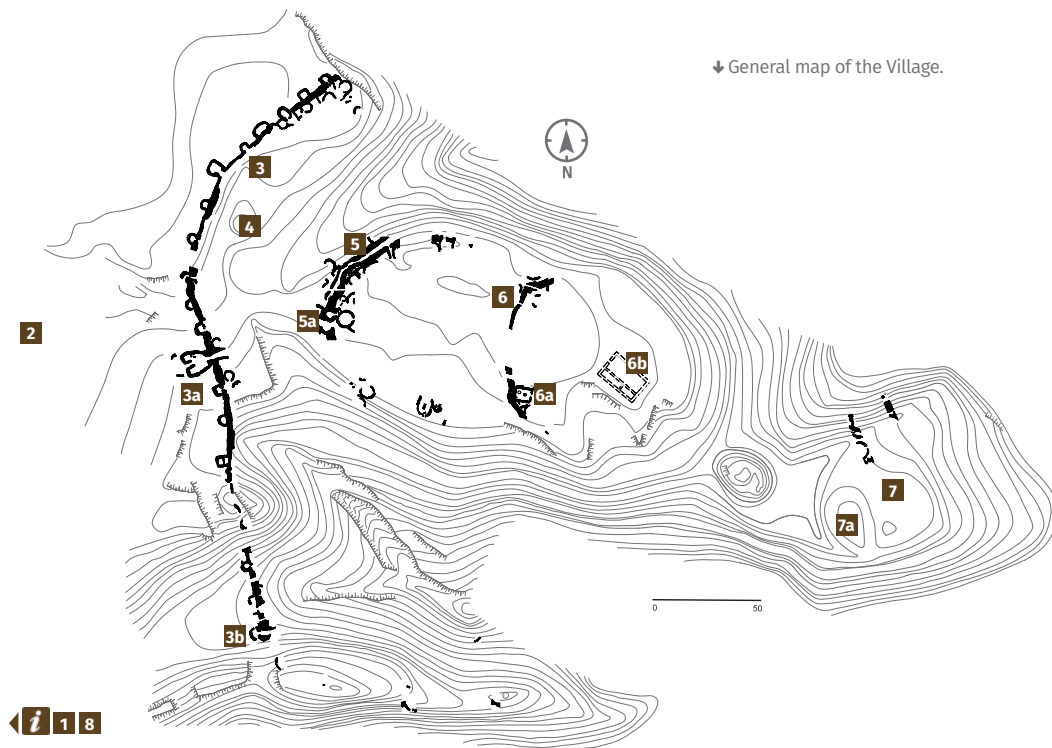 ↓ General map of the Village.
N
3
4
5
6
5a
2
6b
3a
6a
7
7a
0 50
3b
i 1 8